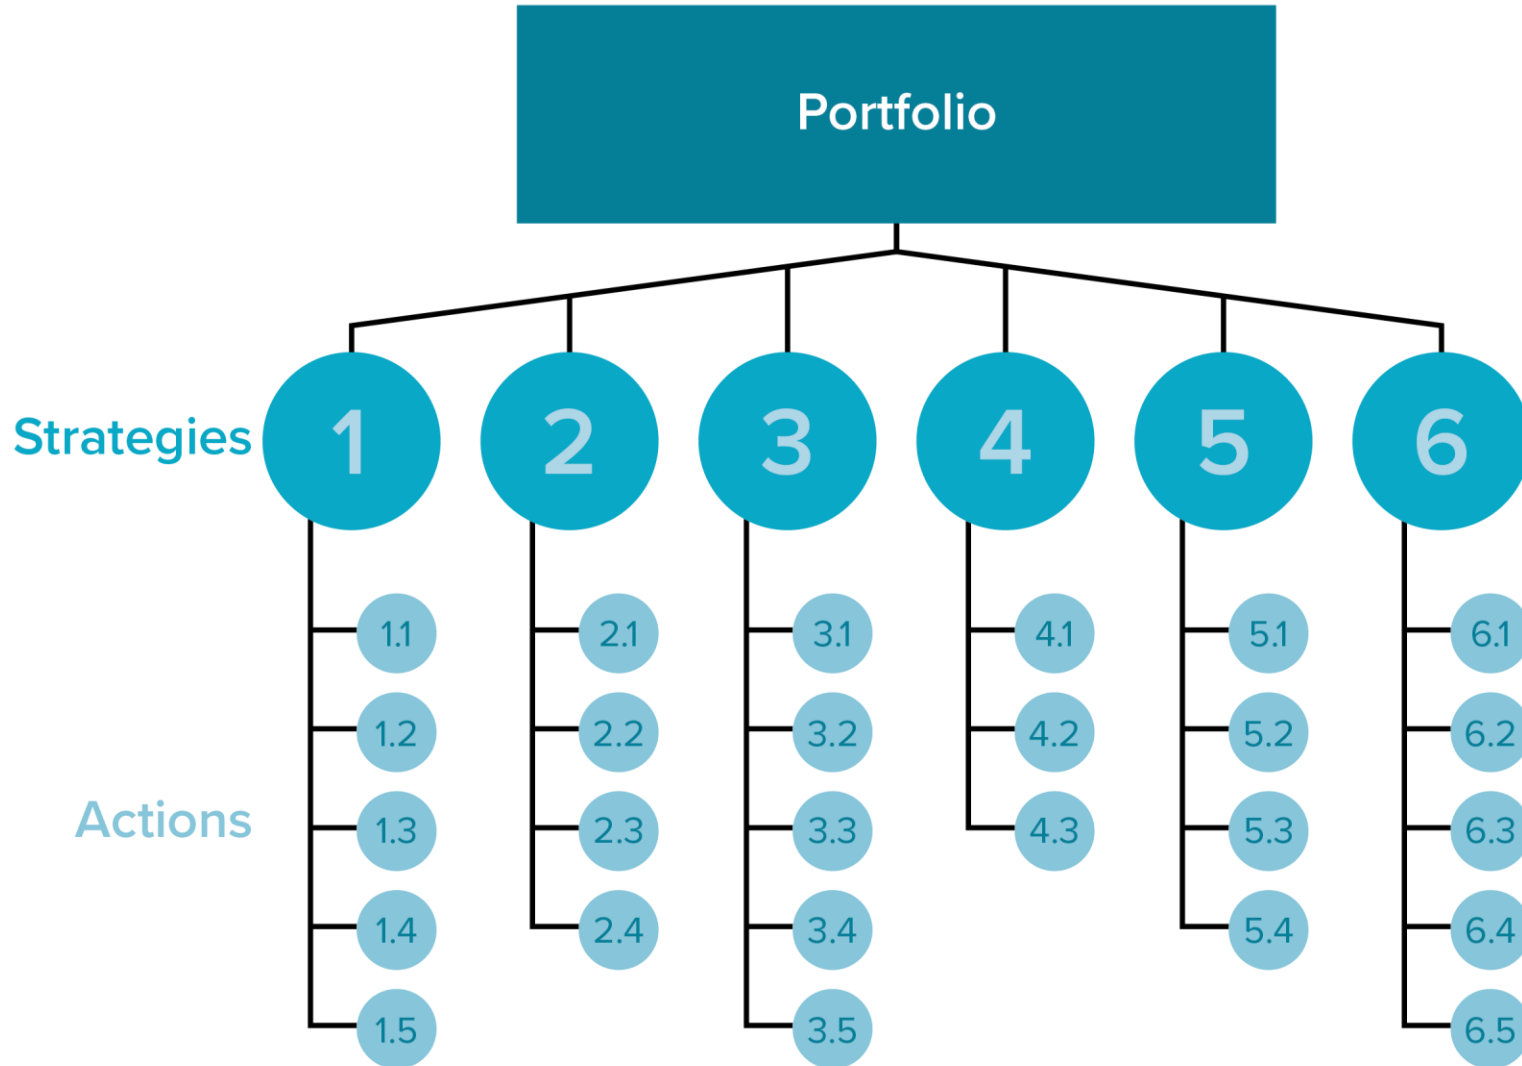 Portfolio
Strategies 1 2 3 4 5 6
1.1 2.1 3.1 4.1 5.1 6.1
1.2 2.2 3.2 4.2 5.2 6.2
Actions 1.3 2.3 3.3 4.3 5.3 6.3
1.4 2.4 3.4 5.4 6.4
1.5 3.5 6.5